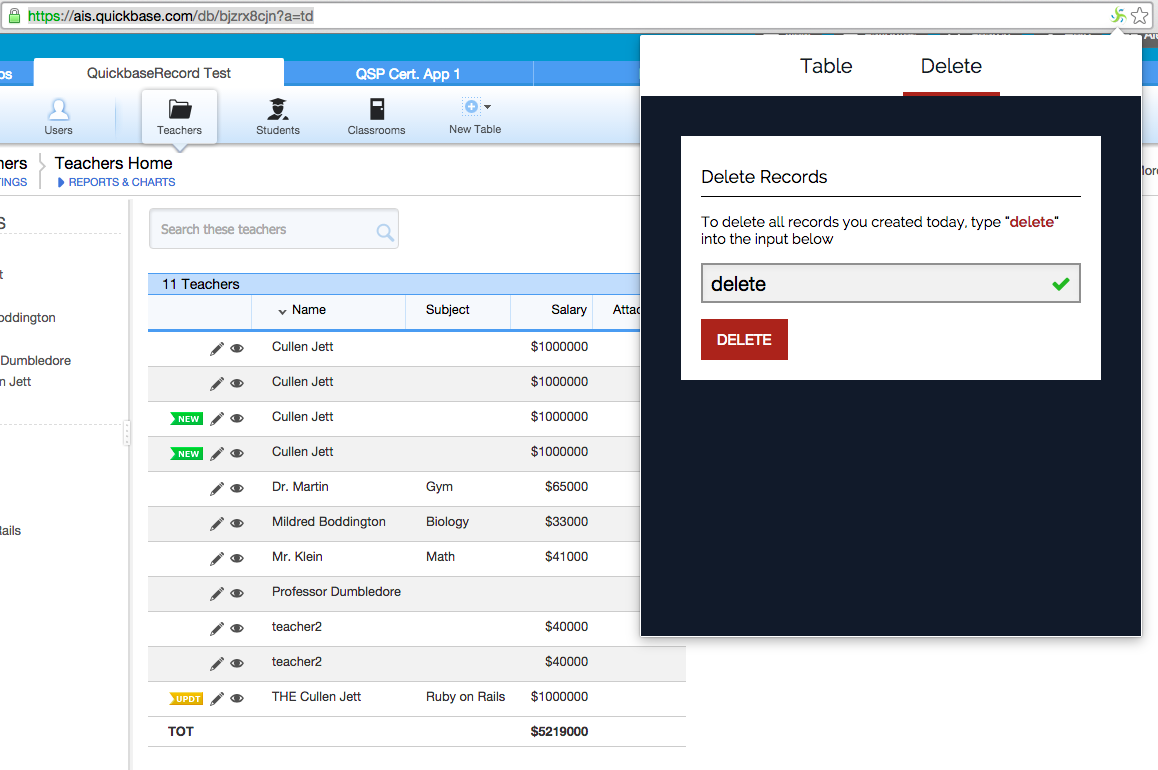 https://ais.quickbase.com/db/bjzrx8cjn?a=td
ps
QuickbaseRecord Test
QSP Cert. App 1
Users
Teachers
Students
Classrooms
New Table
hers
Teachers Home
INGS
REPORTS & CHARTS
S
t
oddington
Dumbledore
n Jett
ails
Search these teachers
11 Teachers
Name Subject Salary Attac
Cullen Jett $1000000
Cullen Jett $1000000
NEW Cullen Jett $1000000
NEW Cullen Jett $1000000
Dr. Martin Gym $65000
Mildred Boddington Biology $33000
Mr. Klein Math $41000
Professor Dumbledore
teacher2 $40000
teacher2 $40000
UPDT THE Cullen Jett Ruby on Rails $1000000
TOT $5219000
Table
Delete
Delete Records
To delete all records you created today, type "delete"
into the input below
delete
DELETE